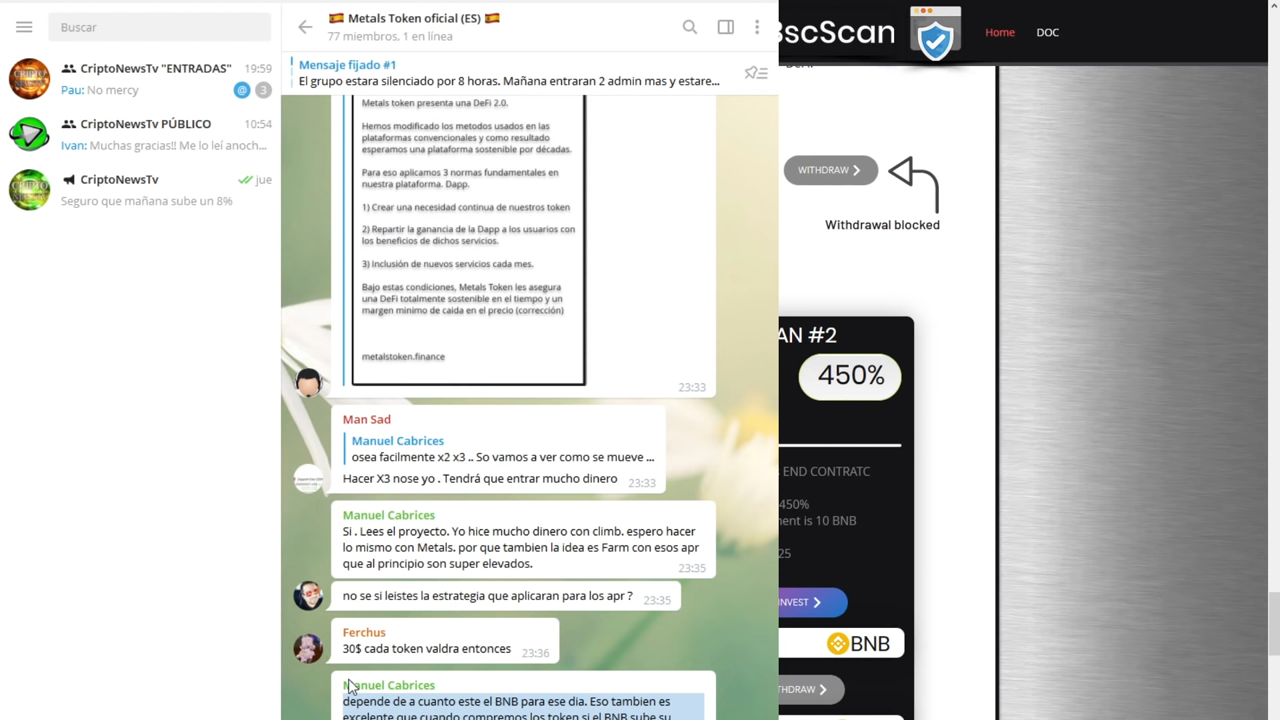 Buscar
CriptoNewsTv "ENTRADAS" 19:59
Pau: No mercy @ 3
CriptoNewsTv PÚBLICO 10:54
Ivan: Muchas gracias!! Me lo leí anoch...
CriptoNewsTv jue
Seguro que mañana sube un 8%
Metals Token oficial (ES)
77 miembros, 1 en línea
Mensaje fijado #1
El grupo estara silenciado por 8 horas. Mañana entraran 2 admin mas y estare...
Metals token presenta una DeFi 2.0.
Hemos modificado los metodos usados en las
plataformas convencionales y como resultado
esperamos una plataforma sostenible por décadas.
Para eso aplicamos 3 normas fundamentales en
nuestra plataforma. Dapp.
1) Crear una necesidad continua de nuestros token
2) Repartir la ganancia de la Dapp a los usuarios con
los beneficios de dichos servicios.
3) Inclusión de nuevos servicios cada mes.
Bajo estas condiciones, Metals Token les asegura
una DeFi totalmente sostenible en el tiempo y un
margen minimo de caida en el precio (corrección)
metalstoken.finance
23:33
Man Sad
Manuel Cabrices
osea facilmente x2 x3 .. So vamos a ver como se mueve ...
Hacer X3 nose yo . Tendrá que entrar mucho dinero 23:33
Manuel Cabrices
Si . Lees el proyecto. Yo hice mucho dinero con climb. espero hacer
lo mismo con Metals. por que tambien la idea es Farm con esos apr
que al principio son super elevados. 23:35
no se si leistes la estrategia que aplicaran para los apr ? 23:35
Ferchus
30$ cada token valdra entonces 23:36
Manuel Cabrices
depende de a cuanto este el BNB para ese dia. Eso tambien es
excelente que cuando compremos los token si el BNB sube su
BscScan
Home DOC
WITHDRAW
Withdrawal blocked
AN #2
450%
END CONTRATC
450%
ment is 10 BNB
25
INVEST
BNB
HDRAW